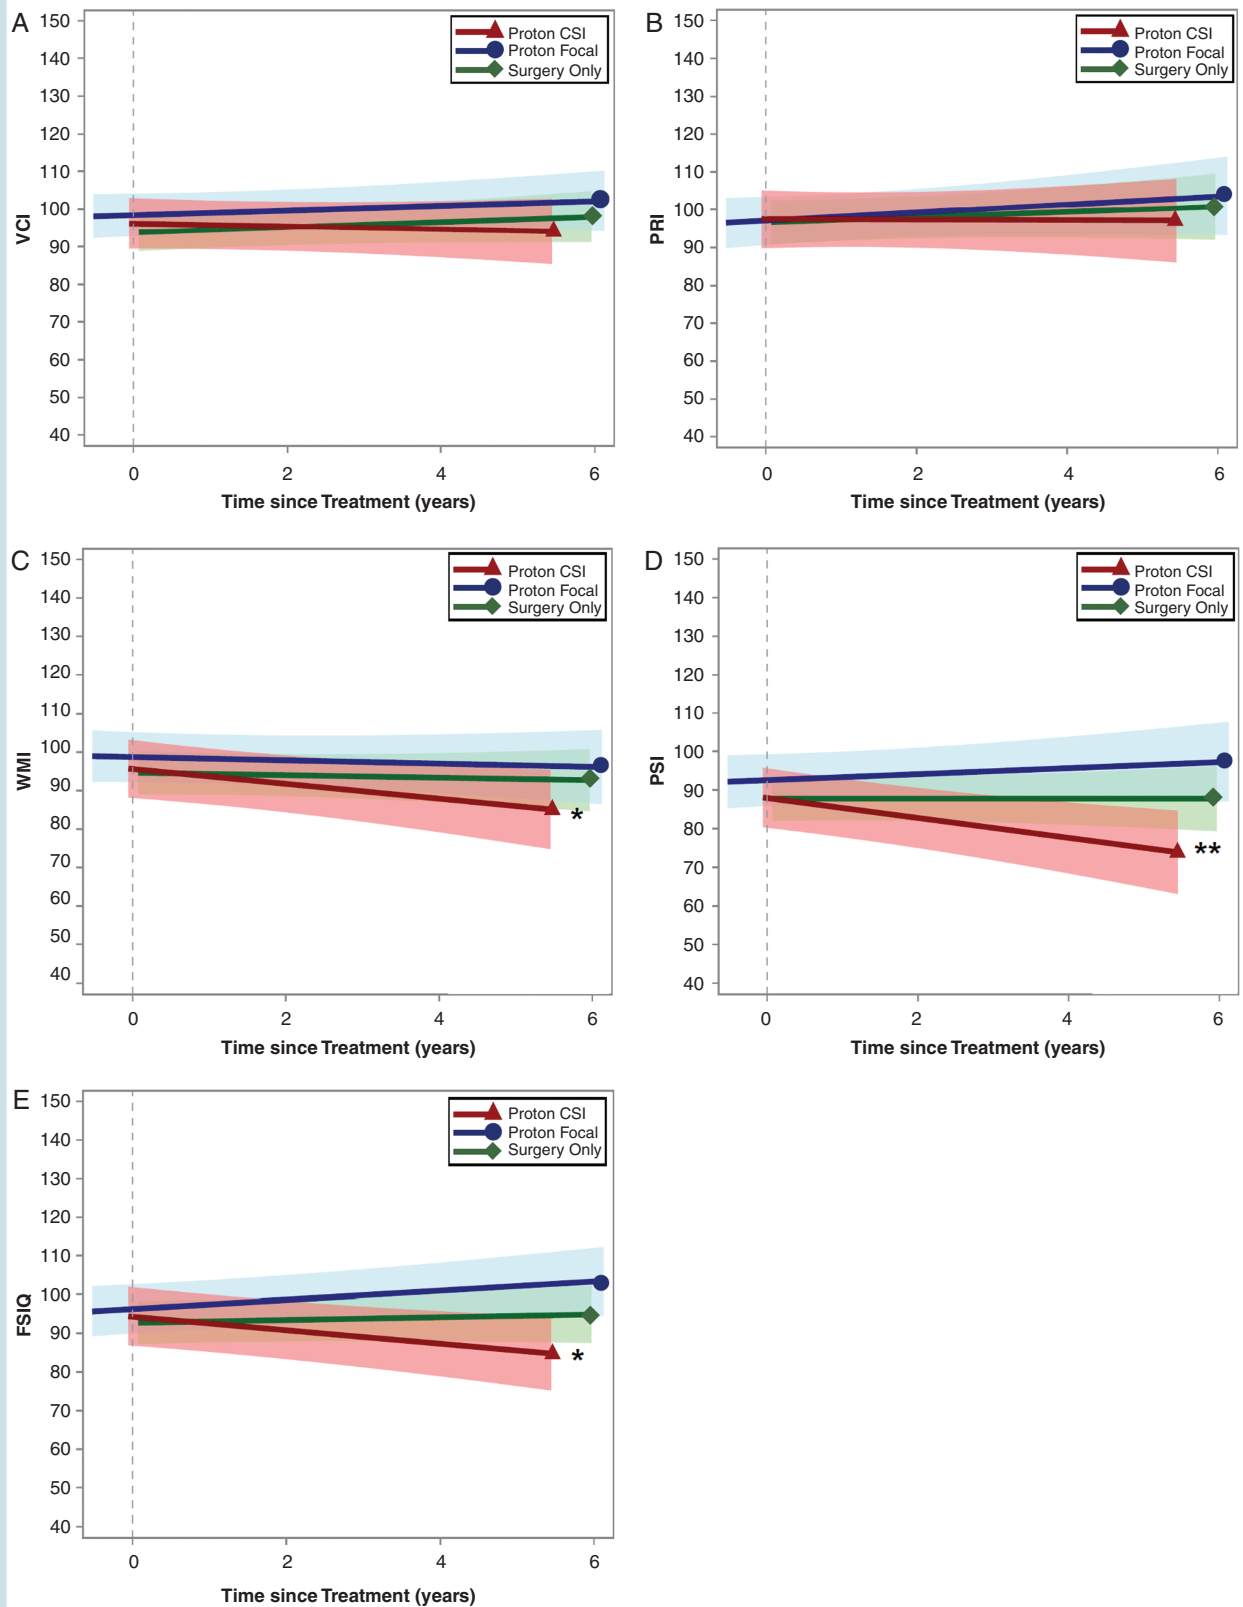 A
150
140
130
120
110
100
90
80
70
60
50
40
VCI
Proton CSI
Proton Focal
Surgery Only
0 2 4 6
Time since Treatment (years)
B
150
140
130
120
110
100
90
80
70
60
50
40
PRI
Proton CSI
Proton Focal
Surgery Only
0 2 4 6
Time since Treatment (years)
C
150
140
130
120
110
100
90
80
70
60
50
40
WMI
Proton CSI
Proton Focal
Surgery Only
*
0 2 4 6
Time since Treatment (years)
D
150
140
130
120
110
100
90
80
70
60
50
40
PSI
Proton CSI
Proton Focal
Surgery Only
**
0 2 4 6
Time since Treatment (years)
E
150
140
130
120
110
100
90
80
70
60
50
40
FSIQ
Proton CSI
Proton Focal
Surgery Only
*
0 2 4 6
Time since Treatment (years)